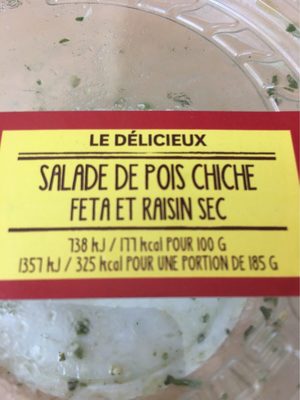 LE DÉLICIEUX
SALADE DE POIS CHICHE
FETA ET RAISIN SEC
738 kJ / 177 kcal POUR 100 G
1357 kJ / 325 kcal POUR UNE PORTION DE 185 G